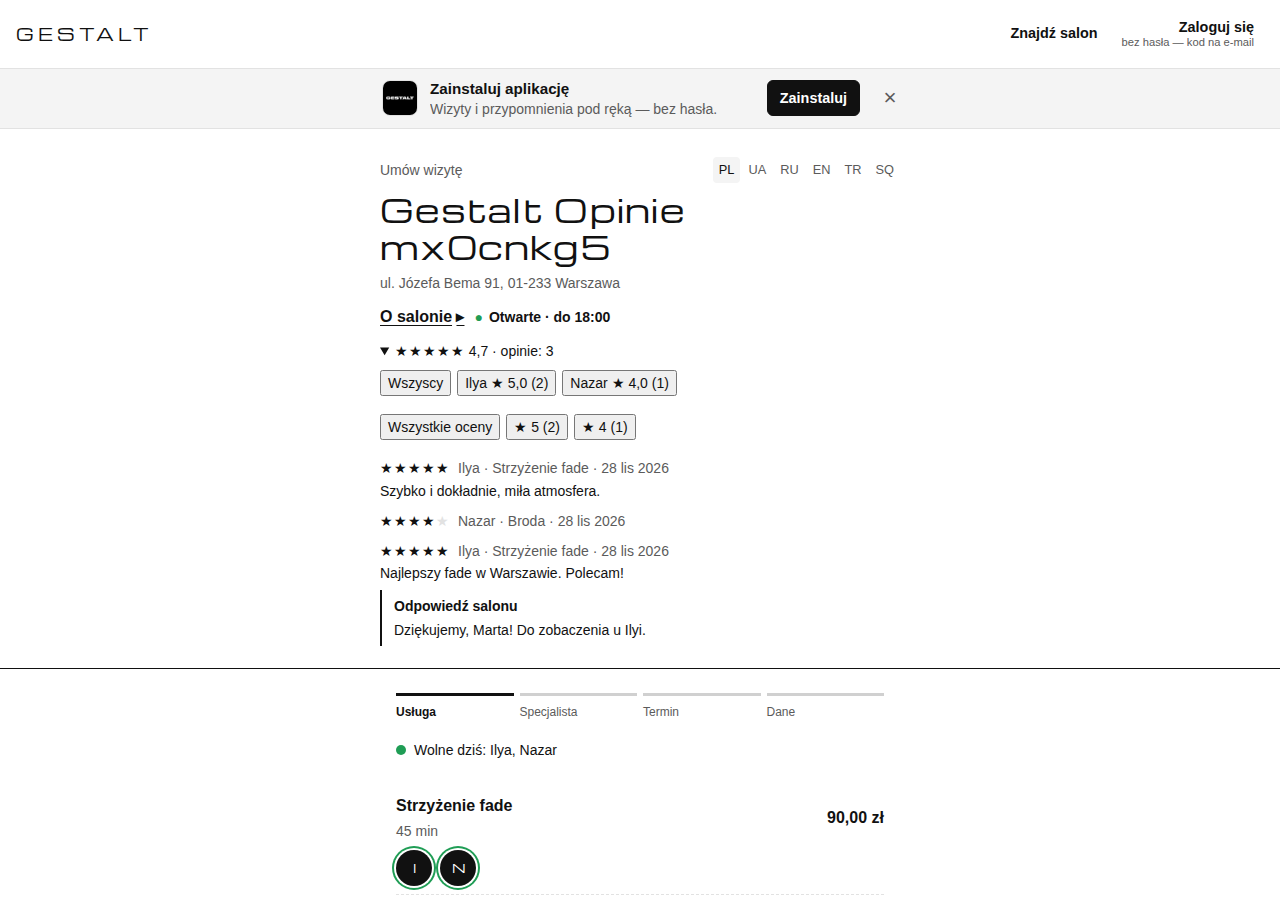 GESTALT
Znajdź salon
Zaloguj się
bez hasła — kod na e-mail
GESTALT
Zainstaluj aplikację
Wizyty i przypomnienia pod ręką — bez hasła.
Zainstaluj
×
Umów wizytę
PL UA RU EN TR SQ
Gestalt Opinie
mx0cnkg5
ul. Józefa Bema 91, 01-233 Warszawa
O salonie ▸ ● Otwarte · do 18:00
▼ ★★★★★ 4,7 · opinie: 3
Wszyscy Ilya ★ 5,0 (2) Nazar ★ 4,0 (1)
Wszystkie oceny ★ 5 (2) ★ 4 (1)
★★★★★ Ilya · Strzyżenie fade · 28 lis 2026
Szybko i dokładnie, miła atmosfera.
★★★★★ Nazar · Broda · 28 lis 2026
★★★★★ Ilya · Strzyżenie fade · 28 lis 2026
Najlepszy fade w Warszawie. Polecam!
Odpowiedź salonu
Dziękujemy, Marta! Do zobaczenia u Ilyi.
Usługa Specjalista Termin Dane
Wolne dziś: Ilya, Nazar
Strzyżenie fade
90,00 zł
45 min
I N